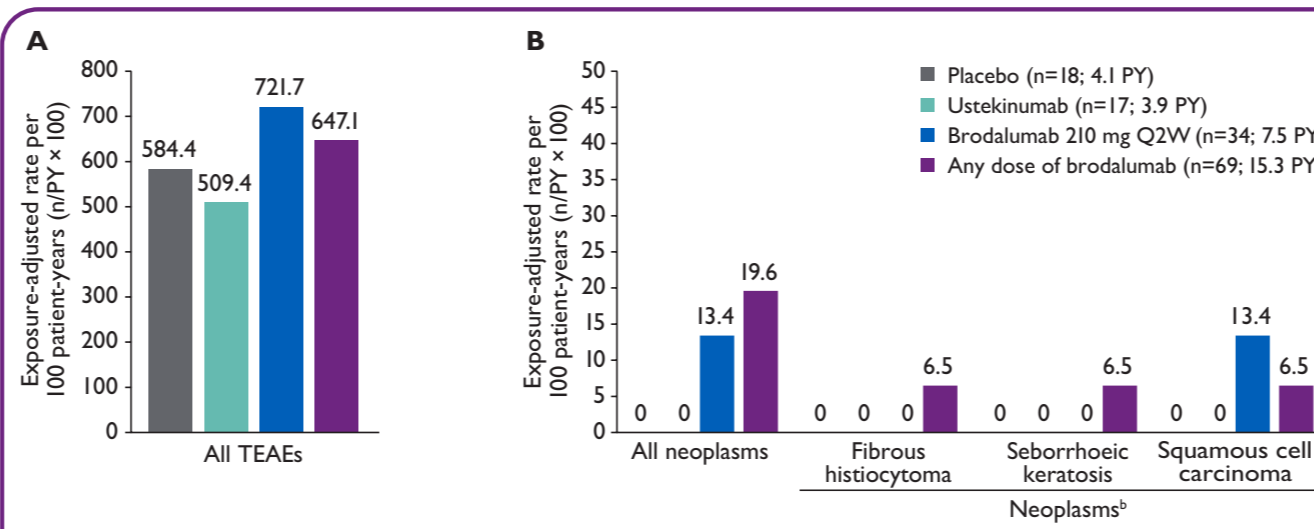 A
Exposure-adjusted rate per
100 patient-years (n/PY × 100)
800
700
600
500
400
300
200
100
0
584.4
509.4
721.7
647.1
All TEAEs
B
Exposure-adjusted rate per
100 patient-years (n/PY × 100)
50
45
40
35
30
25
20
15
10
5
0
Placebo (n=18; 4.1 PY)
Ustekinumab (n=17; 3.9 PY)
Brodalumab 210 mg Q2W (n=34; 7.5 PY
Any dose of brodalumab (n=69; 15.3 PY
0 0 13.4 19.6
0 0 0 6.5
0 0 0 6.5
0 0 13.4 6.5
All neoplasms
Fibrous
histiocytoma
Seborrhoeic
keratosis
Squamous cell
carcinoma
Neoplasmsᵇ